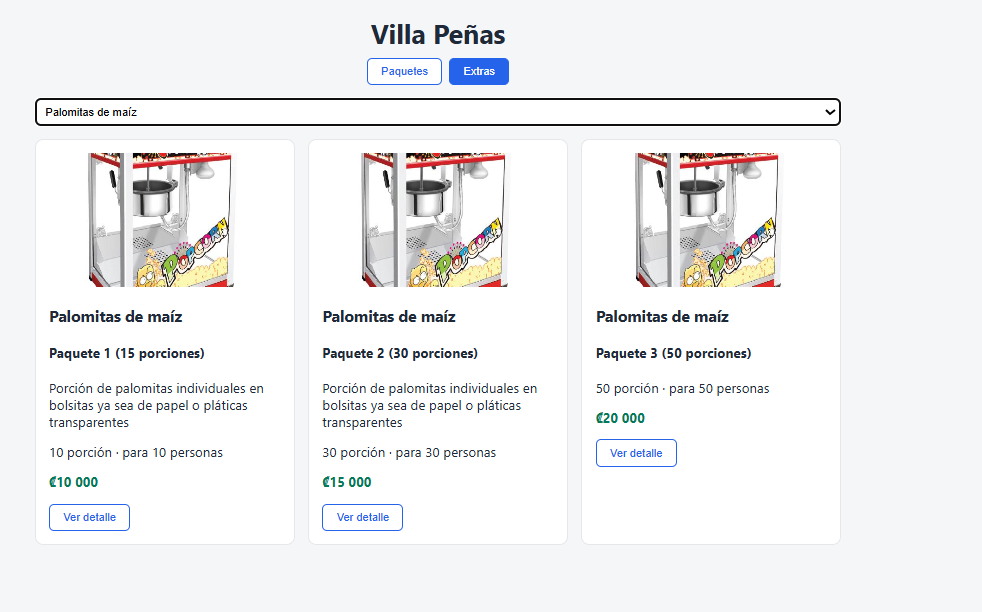 Villa Peñas
Paquetes
Extras
Palomitas de maíz
POPCORN
Palomitas de maíz
Paquete 1 (15 porciones)
Porción de palomitas individuales en
bolsitas ya sea de papel o pláticas
transparentes
10 porción · para 10 personas
₡10 000
Ver detalle
POPCORN
Palomitas de maíz
Paquete 2 (30 porciones)
Porción de palomitas individuales en
bolsitas ya sea de papel o pláticas
transparentes
30 porción · para 30 personas
₡15 000
Ver detalle
POPCORN
Palomitas de maíz
Paquete 3 (50 porciones)
50 porción · para 50 personas
₡20 000
Ver detalle